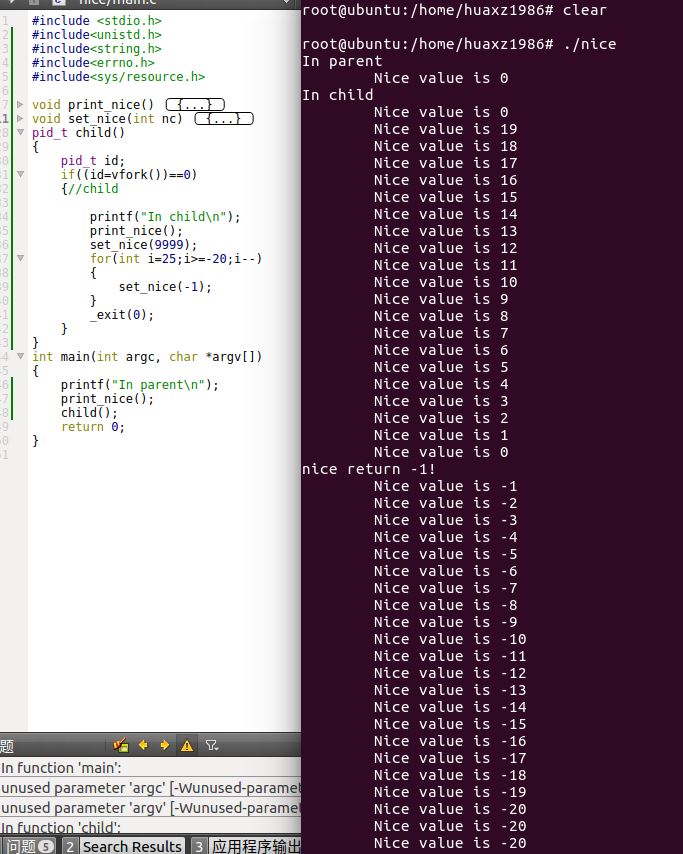 nice/main.c
#include <stdio.h>
#include<unistd.h>
#include<string.h>
#include<errno.h>
#include<sys/resource.h>
void print_nice() {...}
void set_nice(int nc) {...}
pid_t child()
{
pid_t id;
if((id=vfork())==0)
{//child
printf("In child\n");
print_nice();
set_nice(9999);
for(int i=25;i>=-20;i--)
{
set_nice(-1);
}
_exit(0);
}
}
int main(int argc, char *argv[])
{
printf("In parent\n");
print_nice();
child();
return 0;
}
题
In function 'main':
unused parameter 'argc' [-Wunused-paramet
unused parameter 'argv' [-Wunused-paramet
In function 'child':
问题 5 2 Search Results 3 应用程序输出
root@ubuntu:/home/huaxz1986# clear
root@ubuntu:/home/huaxz1986# ./nice
In parent
Nice value is 0
In child
Nice value is 0
Nice value is 19
Nice value is 18
Nice value is 17
Nice value is 16
Nice value is 15
Nice value is 14
Nice value is 13
Nice value is 12
Nice value is 11
Nice value is 10
Nice value is 9
Nice value is 8
Nice value is 7
Nice value is 6
Nice value is 5
Nice value is 4
Nice value is 3
Nice value is 2
Nice value is 1
Nice value is 0
nice return -1!
Nice value is -1
Nice value is -2
Nice value is -3
Nice value is -4
Nice value is -5
Nice value is -6
Nice value is -7
Nice value is -8
Nice value is -9
Nice value is -10
Nice value is -11
Nice value is -12
Nice value is -13
Nice value is -14
Nice value is -15
Nice value is -16
Nice value is -17
Nice value is -18
Nice value is -19
Nice value is -20
Nice value is -20
Nice value is -20